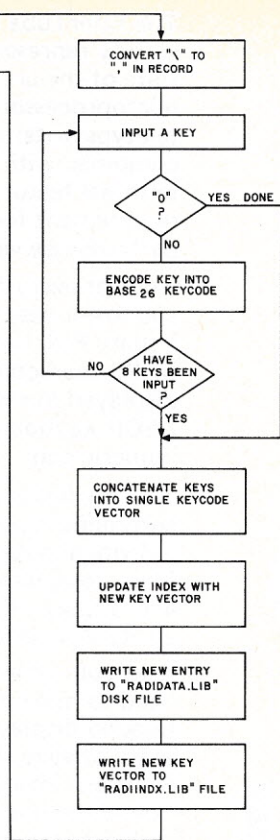 CONVERT "\" TO
"," IN RECORD
INPUT A KEY
"0"
?
YES DONE
NO
ENCODE KEY INTO
BASE 26 KEYCODE
NO
HAVE
8 KEYS BEEN
INPUT
?
YES
CONCATENATE KEYS
INTO SINGLE KEYCODE
VECTOR
UPDATE INDEX WITH
NEW KEY VECTOR
WRITE NEW ENTRY
TO "RADIDATA.LIB"
DISK FILE
WRITE NEW KEY
VECTOR TO
"RADIINDX.LIB" FILE